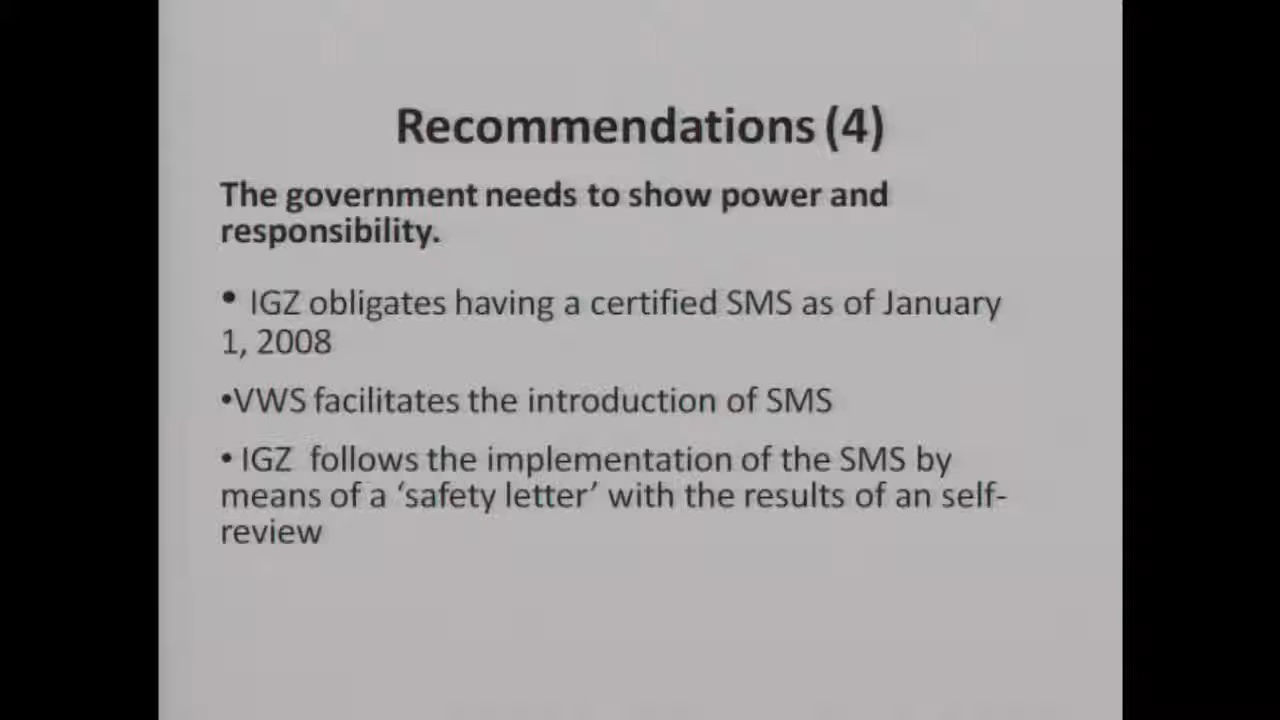 Recommendations (4)
The government needs to show power and
responsibility.
• IGZ obligates having a certified SMS as of January
1, 2008
•VWS facilitates the introduction of SMS
• IGZ follows the implementation of the SMS by
means of a ‘safety letter’ with the results of an self-
review